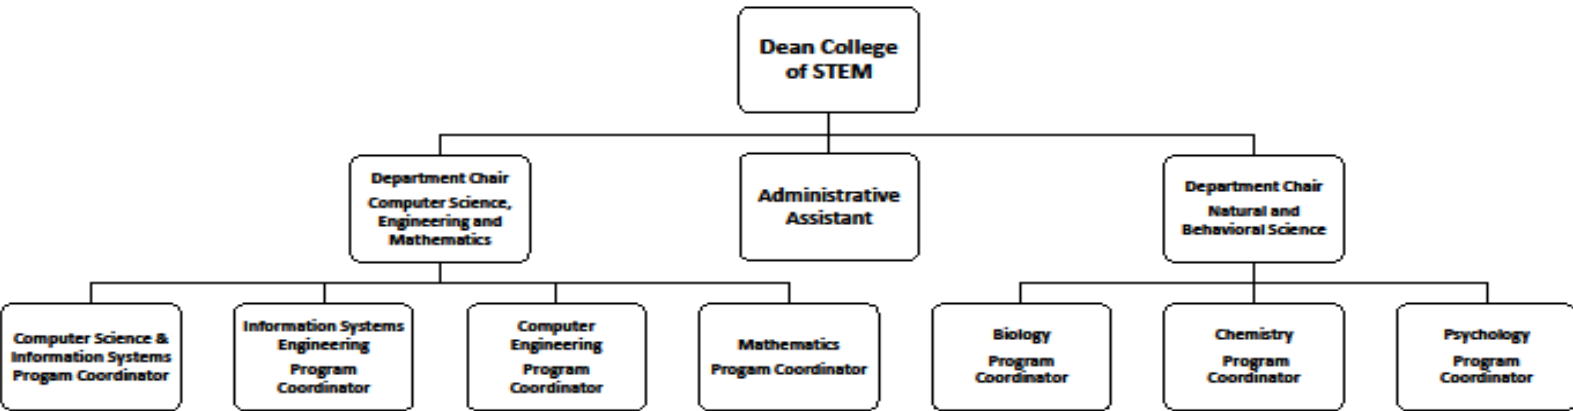 Dean College
of STEM
Department Chair
Computer Science,
Engineering and
Mathematics
Administrative
Assistant
Department Chair
Natural and
Behavioral Science
Computer Science &
Information Systems
Progam Coordinator
Information Systems
Engineering
Program
Coordinator
Computer
Engineering
Program
Coordinator
Mathematics
Progam Coordinator
Biology
Program
Coordinator
Chemistry
Program
Coordinator
Psychology
Program
Coordinator